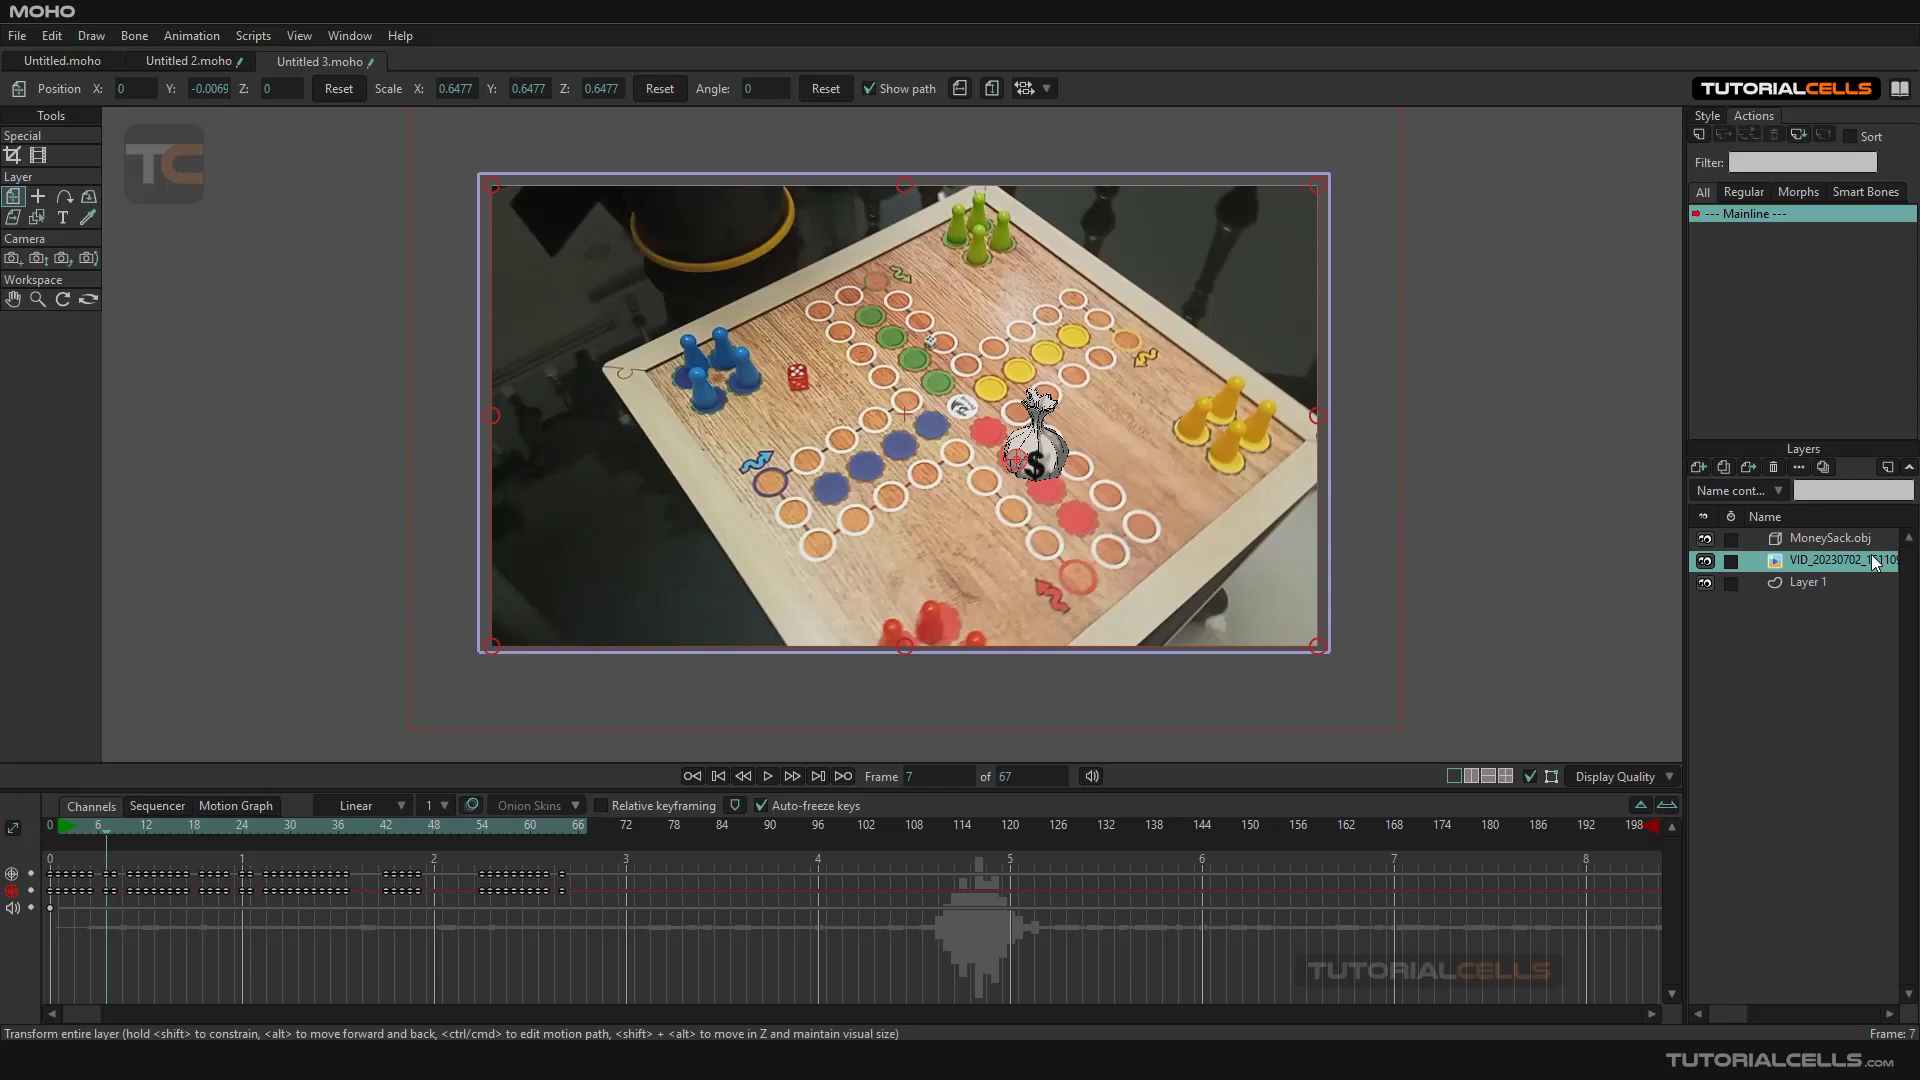 MOHO
File Edit Draw Bone Animation Scripts View Window Help
Untitled.moho Untitled 2.moho Untitled 3.moho
Position X: 0 Y: -0.0069 Z: 0 Reset Scale X: 0.6477 Y: 0.6477 Z: 0.6477 Reset Angle: 0 Reset Show path
TUTORIALCELLS
Tools
Special
Layer
T
Camera
Workspace
TC
$
Style Actions
Sort
Filter:
All Regular Morphs Smart Bones
--- Mainline ---
Layers
Name cont...
Name
MoneySack.obj
VID_20230702_
Layer 1
Frame 7 of 67
Display Quality
Channels Sequencer Motion Graph Linear 1 Onion Skins Relative keyframing Auto-freeze keys
0 6 12 18 24 30 36 42 48 54 60 66 72 78 84 90 96 102 108 114 120 126 132 138 144 150 156 162 168 174 180 186 192 198
0 1 2 3 4 5 6 7 8
TUTORIALCELLS
Transform entire layer (hold <shift> to constrain, <alt> to move forward and back, <ctrl/cmd> to edit motion path, <shift> + <alt> to move in Z and maintain visual size)
Frame: 7
TUTORIALCELLS.COM